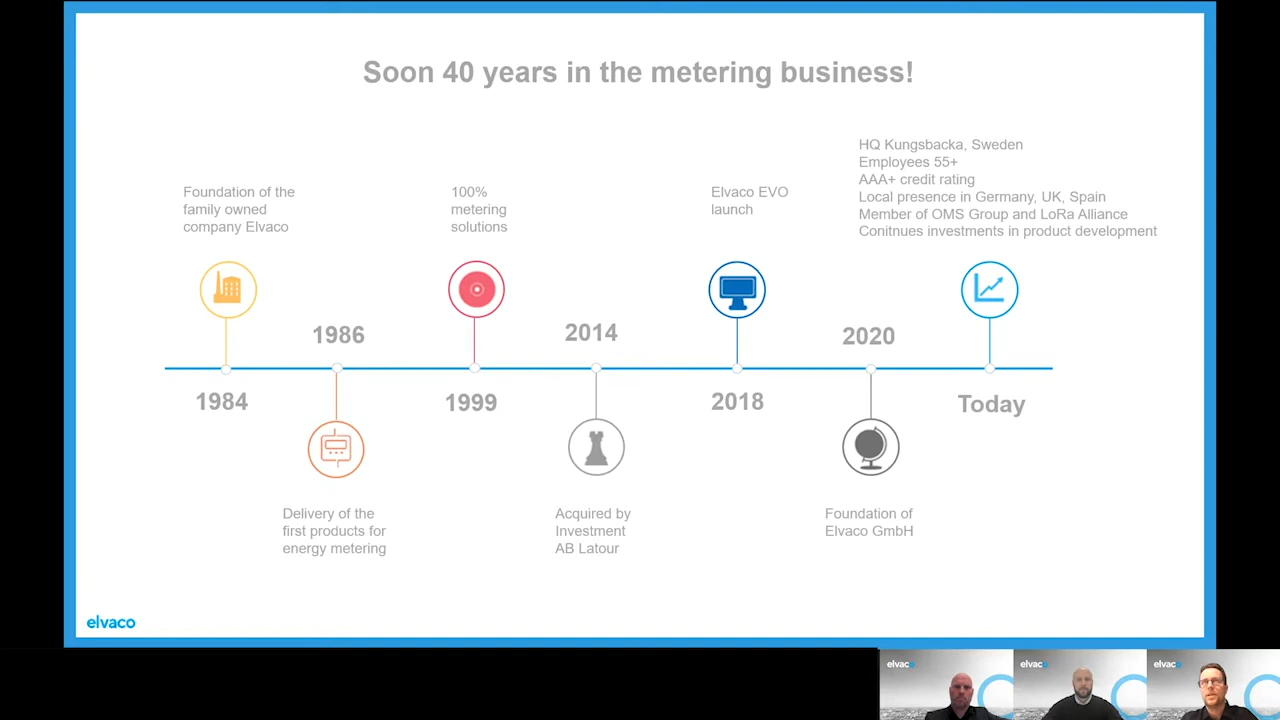 Soon 40 years in the metering business!
Foundation of the
family owned
company Elvaco
1984
1986
Delivery of the
first products for
energy metering
100%
metering
solutions
1999
2014
Acquired by
Investment
AB Latour
Elvaco EVO
launch
2018
2020
Foundation of
Elvaco GmbH
HQ Kungsbacka, Sweden
Employees 55+
AAA+ credit rating
Local presence in Germany, UK, Spain
Member of OMS Group and LoRa Alliance
Conitnues investments in product development
Today
elvaco
elvaco
elvaco
elvaco